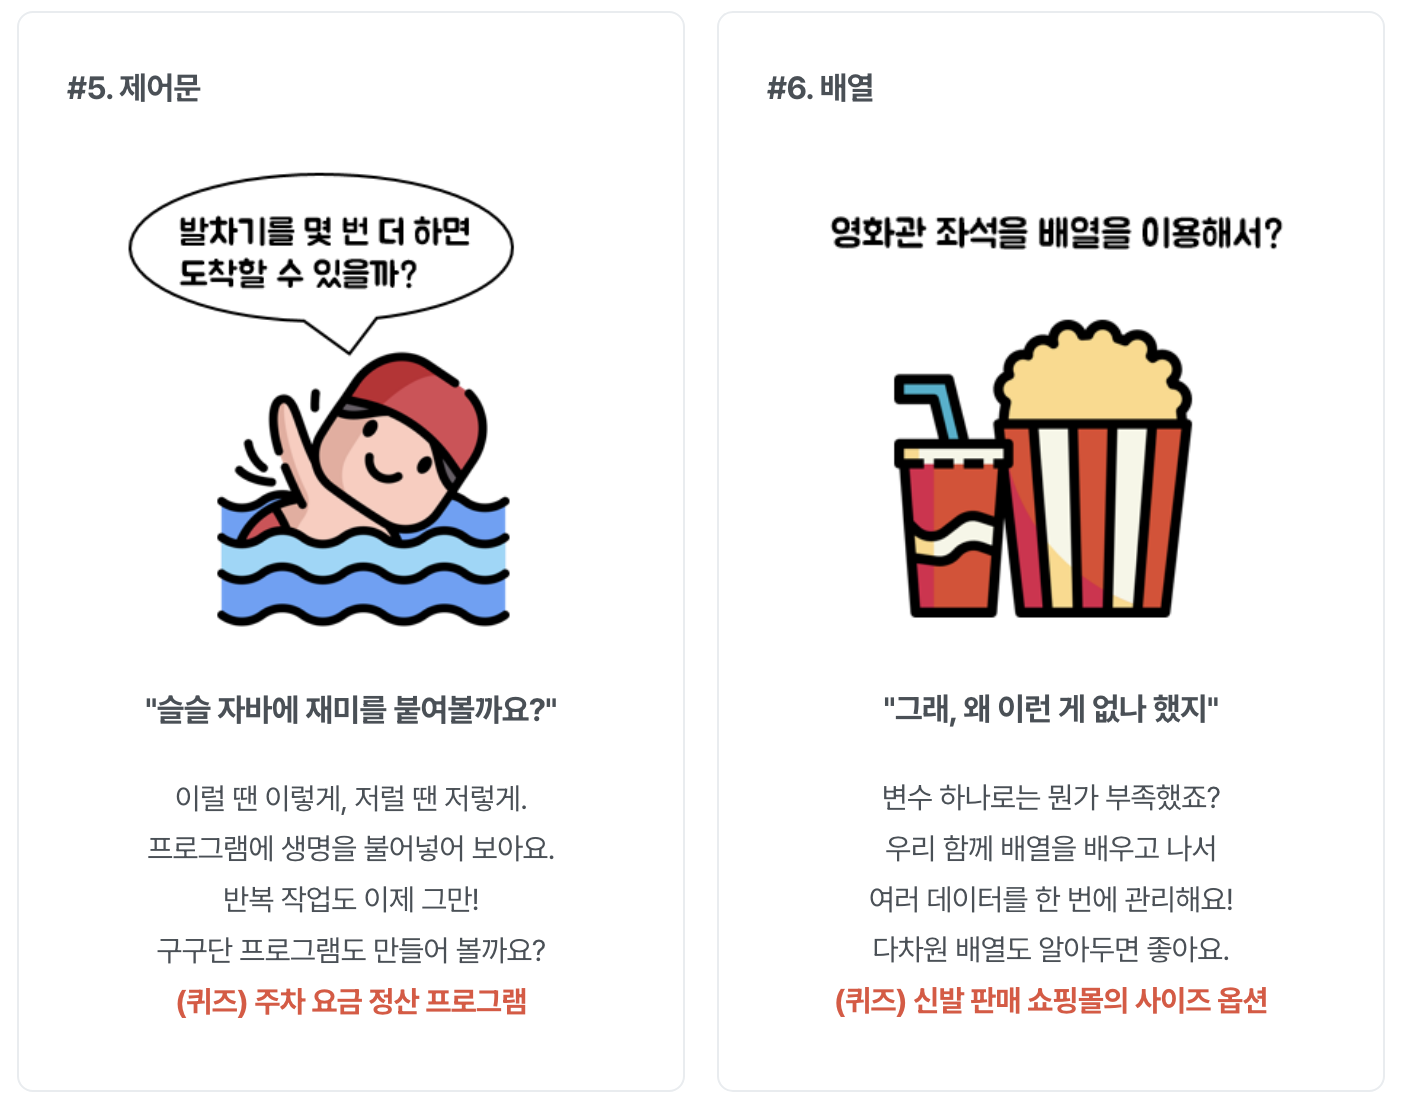 #5. 제어문
발차기를 몇 번 더 하면
도착할 수 있을까?
"슬슬 자바에 재미를 붙여볼까요?"
이럴 땐 이렇게, 저럴 땐 저렇게.
프로그램에 생명을 불어넣어 보아요.
반복 작업도 이제 그만!
구구단 프로그램도 만들어 볼까요?
(퀴즈) 주차 요금 정산 프로그램
#6. 배열
영화관 좌석을 배열을 이용해서?
"그래, 왜 이런 게 없나 했지"
변수 하나로는 뭔가 부족했죠?
우리 함께 배열을 배우고 나서
여러 데이터를 한 번에 관리해요!
다차원 배열도 알아두면 좋아요.
(퀴즈) 신발 판매 쇼핑몰의 사이즈 옵션